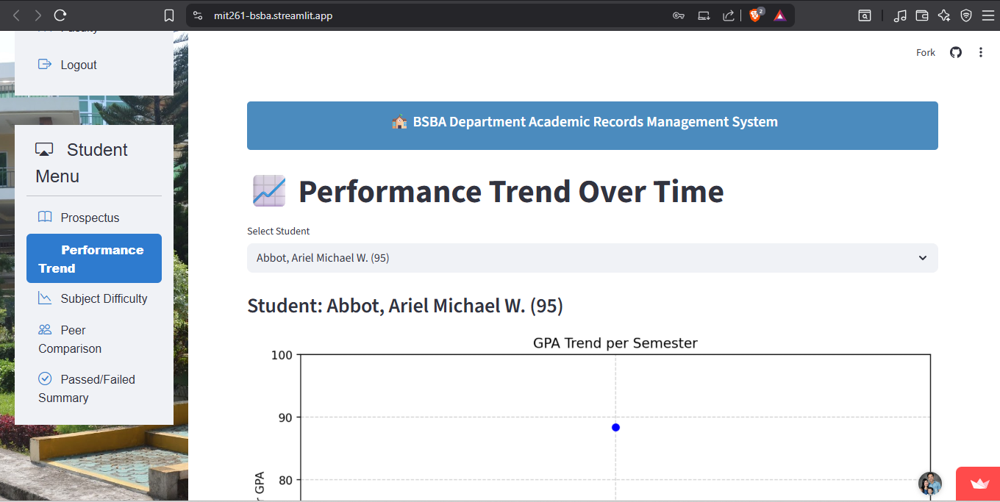 mit261-bsba.streamlit.app
2
Faculty
Logout
Student
Menu
Prospectus
Performance
Trend
Subject Difficulty
Peer
Comparison
Passed/Failed
Summary
Fork
BSBA Department Academic Records Management System
Performance Trend Over Time
Select Student
Abbot, Ariel Michael W. (95)
Student: Abbot, Ariel Michael W. (95)
GPA Trend per Semester
100
90
80
GPA